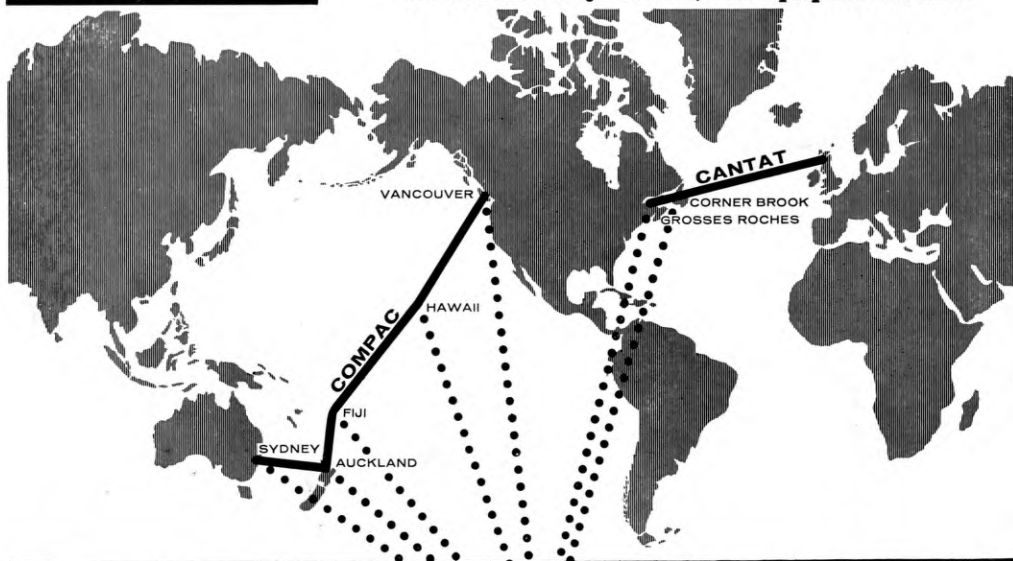 CANTAT
VANCOUVER
CORNER BROOK
GROSSES ROCHES
HAWAII
COMPAC
FIJI
SYDNEY
AUCKLAND